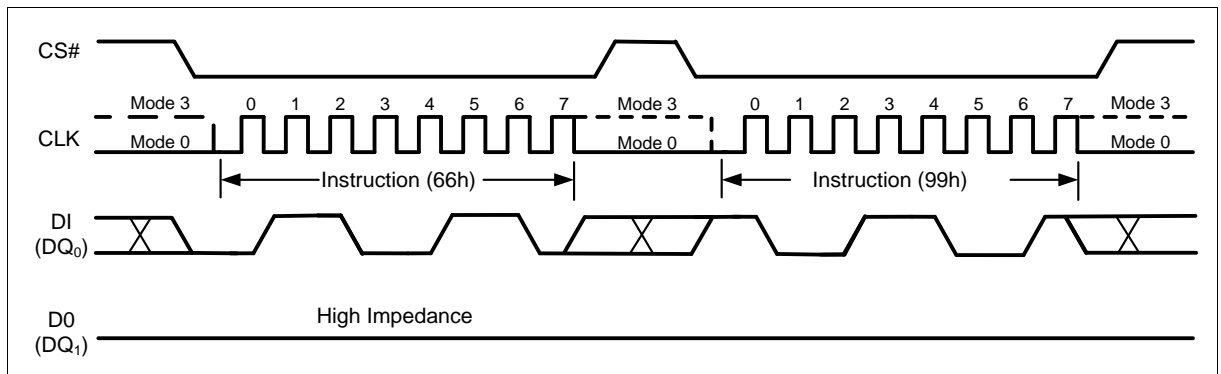 CS#
Mode 3 0 1 2 3 4 5 6 7 Mode 3 0 1 2 3 4 5 6 7 Mode 3
CLK
Mode 0 Mode 0 Mode 0
Instruction (66h) Instruction (99h)
DI
(DQ0)
D0 High Impedance
(DQ1)